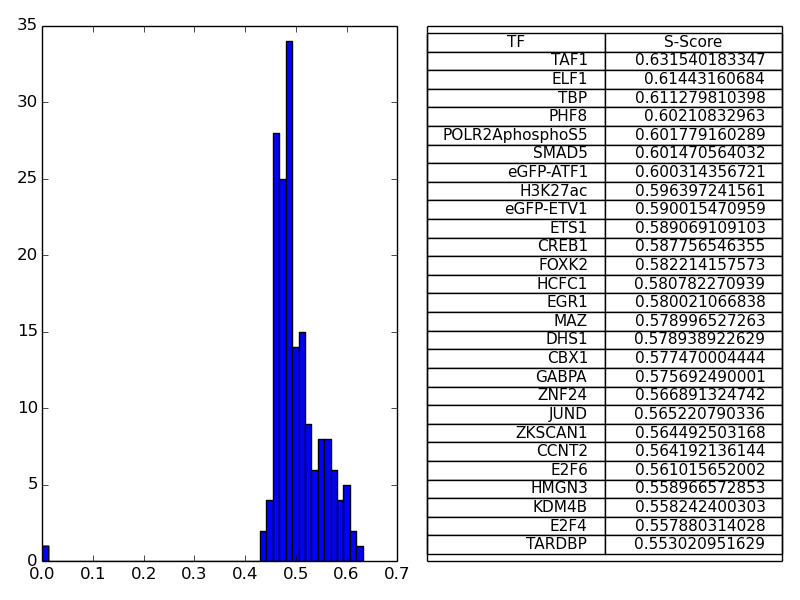 35
30
25
20
15
10
5
0
0.0 0.1 0.2 0.3 0.4 0.5 0.6 0.7
TF S-Score
TAF1 0.631540183347
ELF1 0.61443160684
TBP 0.611279810398
PHF8 0.60210832963
POLR2AphosphoS5 0.601779160289
SMAD5 0.601470564032
eGFP-ATF1 0.600314356721
H3K27ac 0.596397241561
eGFP-ETV1 0.590015470959
ETS1 0.589069109103
CREB1 0.587756546355
FOXK2 0.582214157573
HCFC1 0.580782270939
EGR1 0.580021066838
MAZ 0.578996527263
DHS1 0.578938922629
CBX1 0.577470004444
GABPA 0.575692490001
ZNF24 0.566891324742
JUND 0.565220790336
ZKSCAN1 0.564492503168
CCNT2 0.564192136144
E2F6 0.561015652002
HMGN3 0.558966572853
KDM4B 0.558242400303
E2F4 0.557880314028
TARDBP 0.553020951629